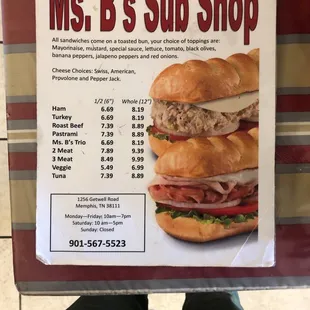 Ms. B's Sub Shop
All sandwiches come on a toasted bun, your choice of toppings are:
Mayonnaise, mustard, special sauce, lettuce, tomato, black olives,
banana peppers, jalapeno peppers and red onions.
Cheese Choices: Swiss, American,
Prpvolone and Pepper Jack.
1/2 (6") Whole (12")
Ham 6.69 8.19
Turkey 6.69 8.19
Roast Beef 7.39 8.89
Pastrami 7.39 8.89
Ms. B's Trio 6.69 8.19
2 Meat 7.89 9.39
3 Meat 8.49 9.99
Veggie 5.49 6.99
Tuna 7.39 8.19
1256 Getwell Road
Memphis, TN 38111
Monday—Friday: 10am—7pm
Saturday: 10 am—5pm
Sunday: Closed
901-567-5523